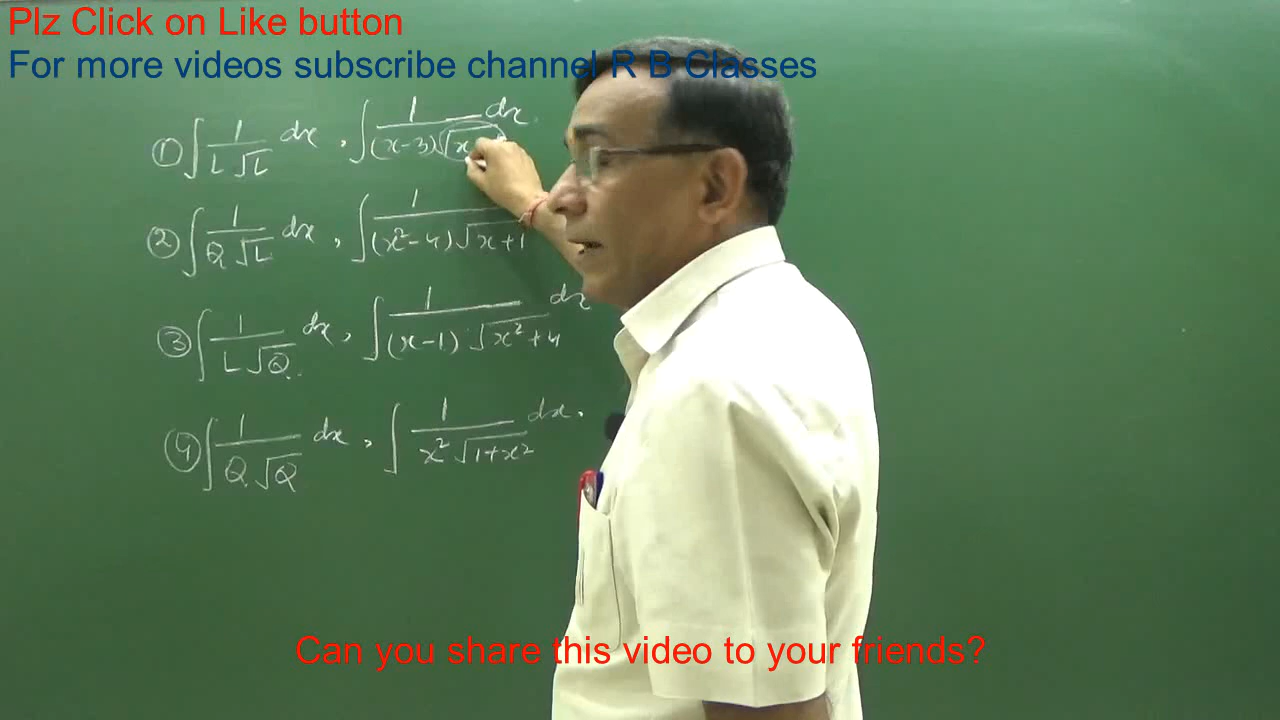 Plz Click on Like button
For more videos subscribe channel R B Classes
① ∫ 1/(L √L) dx , ∫ 1/((x-3)√x dx
② ∫ 1/(Q √L) dx , ∫ 1/((x²-4)√(x+1
③ ∫ 1/(L √Q) dx , ∫ 1/((x-1) √(x²+4)) dx
④ ∫ 1/(Q √Q) dx , ∫ 1/(x² √(1+x²)) dx.
Can you share this video to your friends?